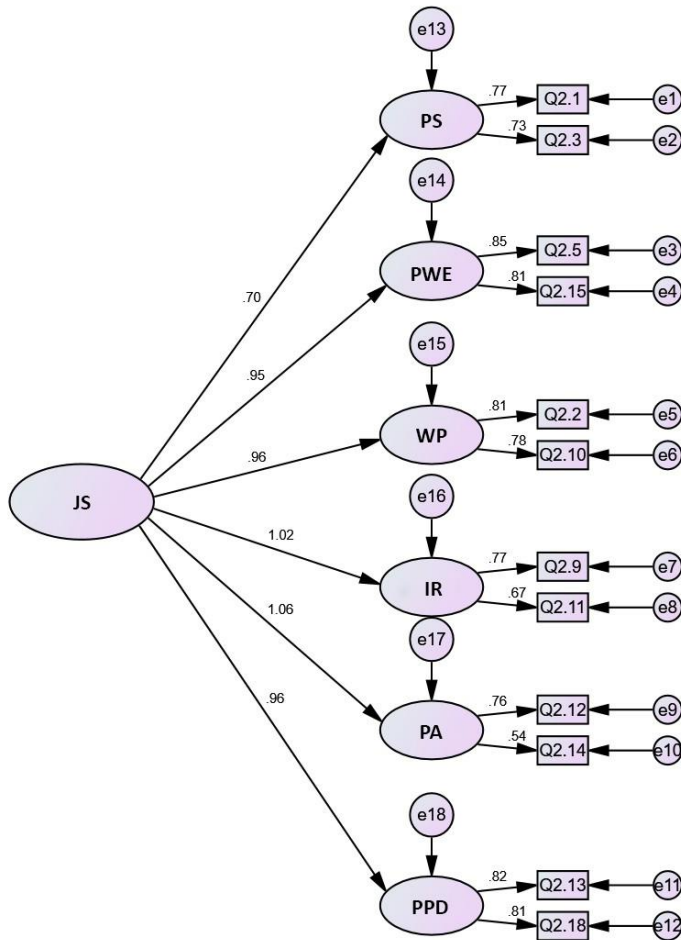 e13
.77 Q2.1 e1
PS
.73 Q2.3 e2
e14
.70
.85 Q2.5 e3
PWE
.81 Q2.15 e4
e15
.95
.81 Q2.2 e5
WP
.96
.78 Q2.10 e6
JS
e16
1.02
.77 Q2.9 e7
IR
.67 Q2.11 e8
1.06
e17
.96
.76 Q2.12 e9
PA
.54 Q2.14 e10
e18
.82 Q2.13 e11
PPD
.81 Q2.18 e12